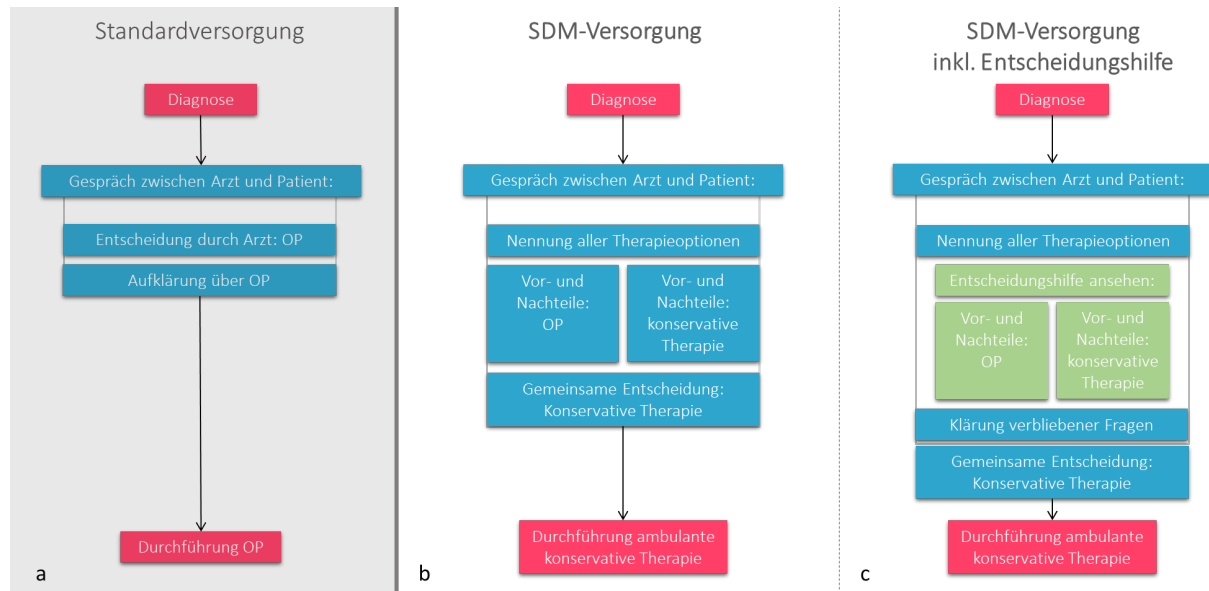 Standardversorgung
Diagnose
Gespräch zwischen Arzt und Patient:
Entscheidung durch Arzt: OP
Aufklärung über OP
Durchführung OP
a
SDM-Versorgung
Diagnose
Gespräch zwischen Arzt und Patient:
Nennung aller Therapieoptionen
Vor- und
Nachteile:
OP
Vor- und
Nachteile:
konservative
Therapie
Gemeinsame Entscheidung:
Konservative Therapie
Durchführung ambulante
konservative Therapie
b
SDM-Versorgung
inkl. Entscheidungshilfe
Diagnose
Gespräch zwischen Arzt und Patient:
Nennung aller Therapieoptionen
Entscheidungshilfe ansehen:
Vor- und
Nachteile:
OP
Vor- und
Nachteile:
konservative
Therapie
Klärung verbliebener Fragen
Gemeinsame Entscheidung:
Konservative Therapie
Durchführung ambulante
konservative Therapie
c